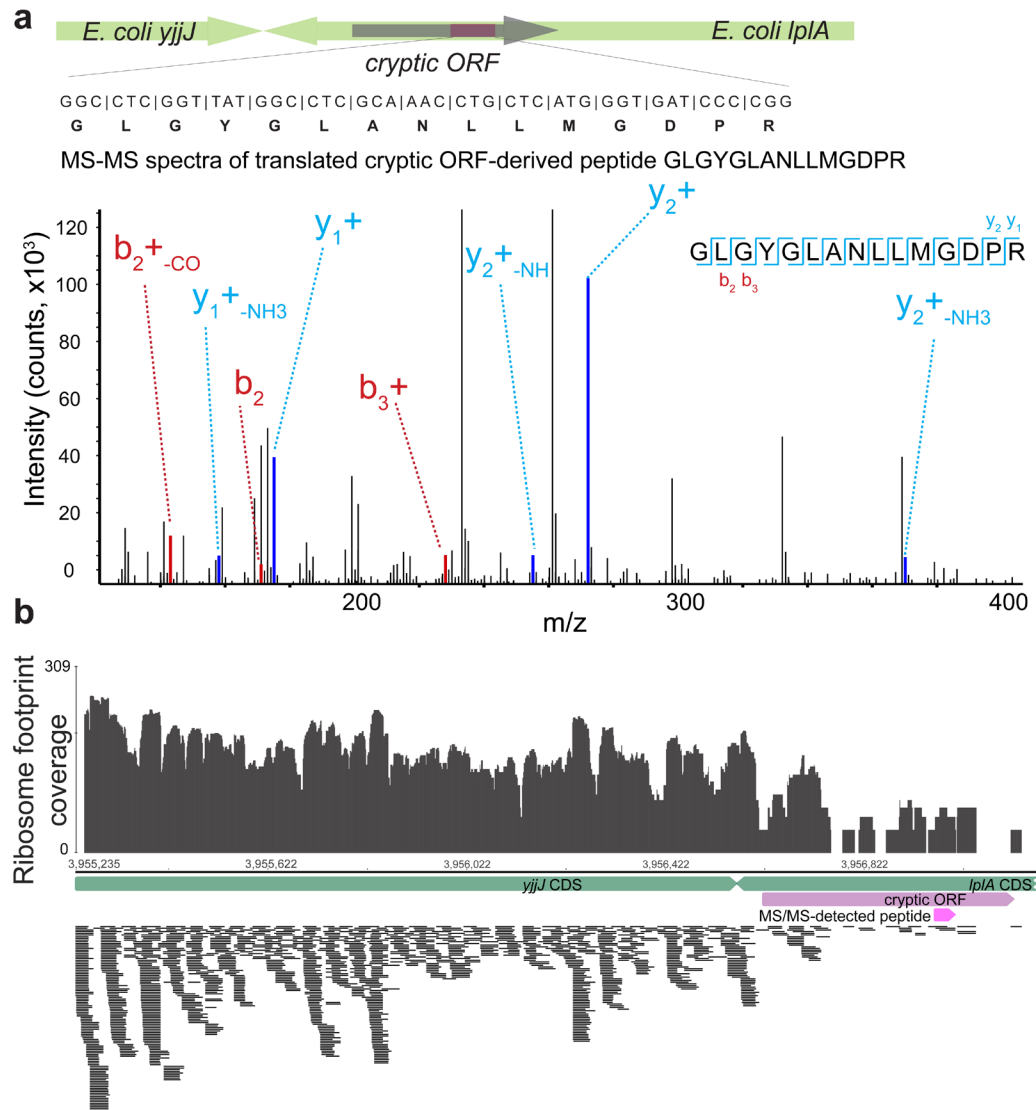 a
E. coli yjjJ
E. coli lplA
cryptic ORF
GGC|CTC|GGT|TAT|GGC|CTC|GCA|AAC|CTG|CTC|ATG|GGT|GAT|CCC|CGG
G L G Y G L A N L L M G D P R
MS-MS spectra of translated cryptic ORF-derived peptide GLGYGLANLLMGDPR
Intensity (counts, x10³)
120
100
80
60
40
20
0
b₂+-CO
y₁+-NH3
y₁+
b₂
b₃+
y₂+-NH
y₂+
y₂ y₁
GLGYGLANLLMGDPR
b₂ b₃
y₂+-NH3
200
300
400
m/z
b
Ribosome footprint
coverage
309
0
3,955,235
3,955,622
3,956,022
3,956,422
3,956,822
yjjJ CDS
lplA CDS
cryptic ORF
MS/MS-detected peptide